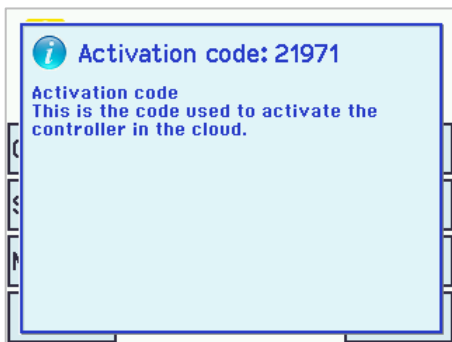 Activation code: 21971
Activation code
This is the code used to activate the
controller in the cloud.